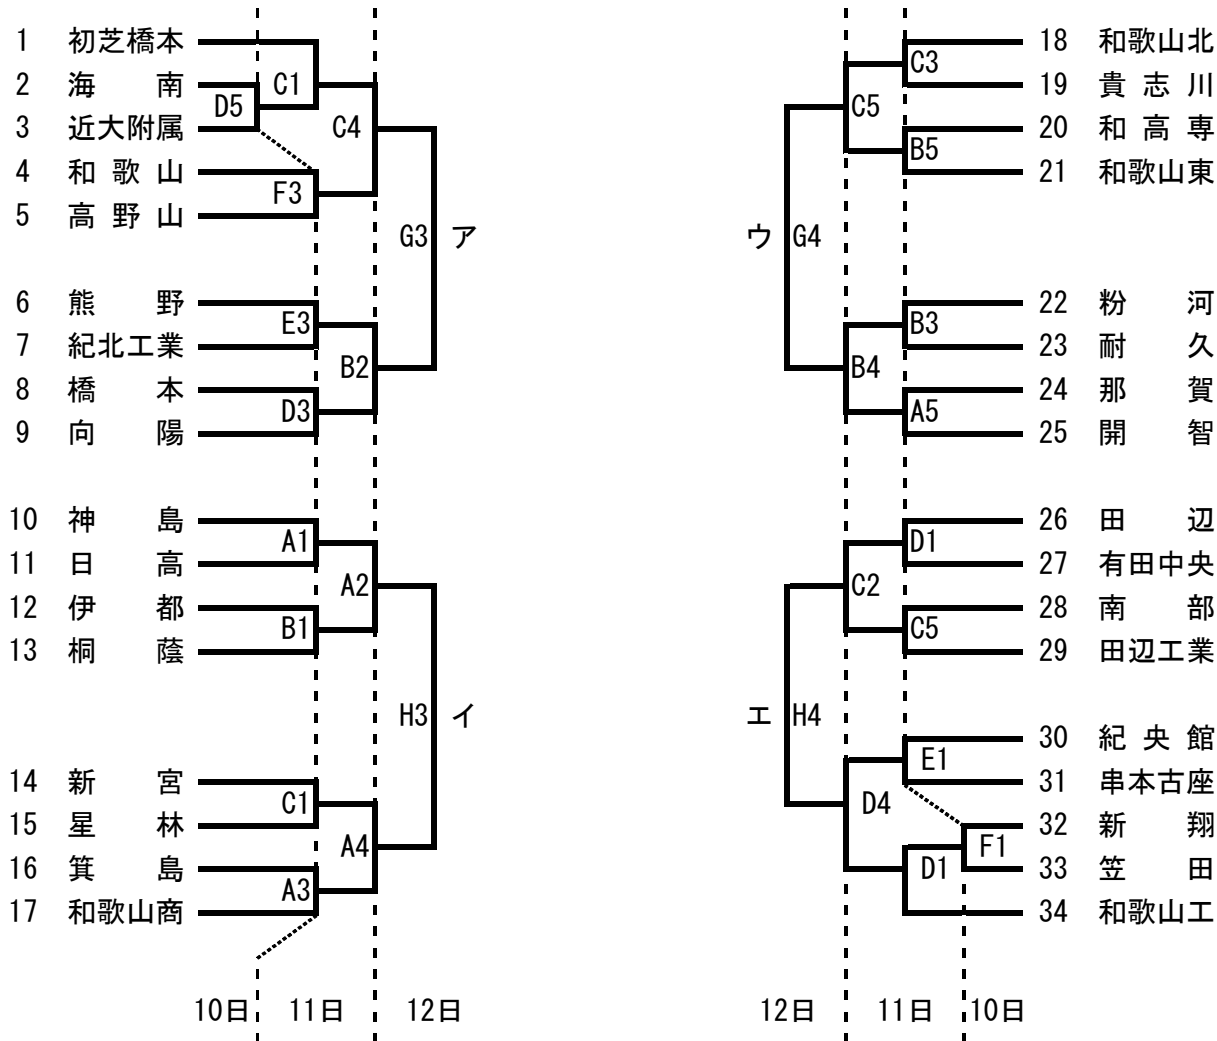 1 初芝橋本
2 海南
3 近大附属
4 和歌山
5 高野山
D5
C1
F3
C4
6 熊野
7 紀北工業
8 橋本
9 向陽
E3
D3
B2
G3 ア
10 神島
11 日高
12 伊都
13 桐蔭
A1
B1
A2
14 新宮
15 星林
16 箕島
17 和歌山商
C1
A3
A4
H3 イ
10日 11日 12日
18 和歌山北
19 貴志川
20 和高専
21 和歌山東
C3
B5
C5
22 粉河
23 耐久
24 那賀
25 開智
B3
A5
B4
ウ G4
26 田辺
27 有田中央
28 南部
29 田辺工業
D1
C5
C2
30 紀央館
31 串本古座
32 新翔
33 笠田
34 和歌山工
E1
F1
D1
D4
エ H4
12日 11日 10日